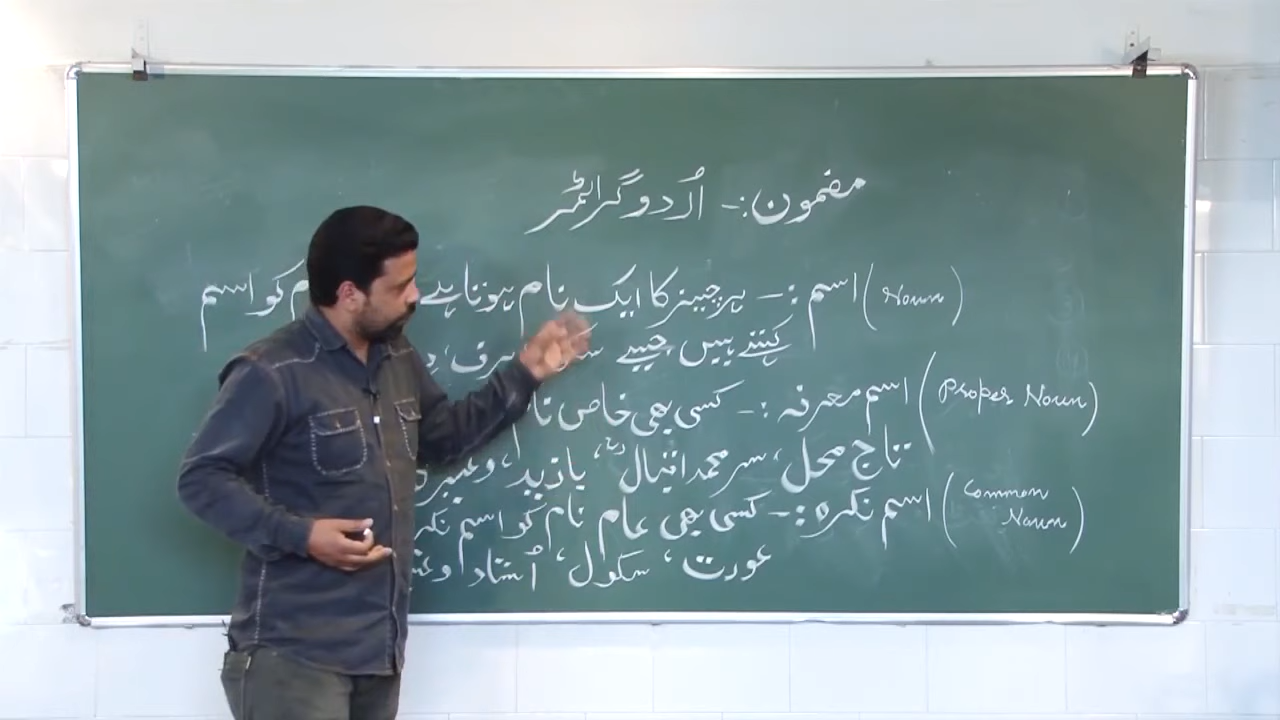 مضمون :- اُردو گرائمر
(Noun) اسم :- ہر چیز کا ایک نام ہوتا ہے کو اسم
کہتے ہیں جیسے
(Proper Noun) اسم معرفہ :- کسی بھی خاص
تاج محل، سر محمد اقبالؒ، بازید، وغیرہ
(Common Noun) اسم نکرہ :- کسی بھی عام نام کو اسم
عورت، سکول، اُستاد